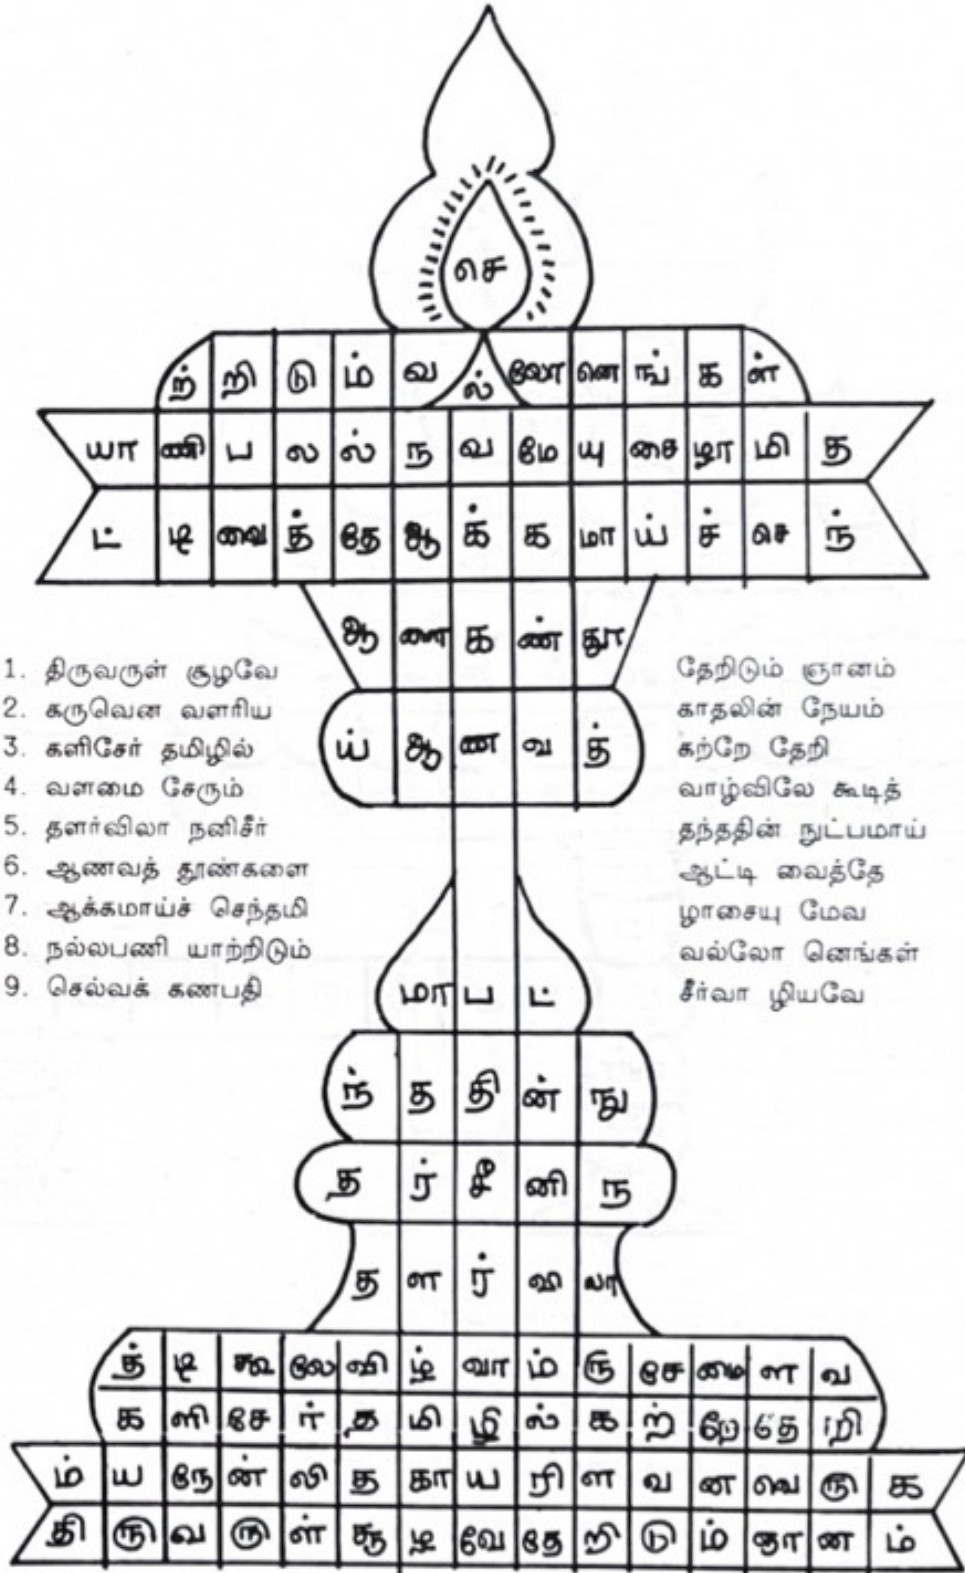 செ
ற் றி டு ம் வ ல் லோ னெ ங் க ள்
யா ணி ப ல ல் ந வ மே யு சை ழா மி த
ட் டி வை த் தே ஆ க் க மா ய் ச் செ ந்
ஆ ளை க ண் தூ
ய் ஆ ண வ த்
1. திருவருள் சூழவே தேறிடும் ஞானம்
2. கருவென வளரிய காதலின் நேயம்
3. களிசேர் தமிழில் கற்றே தேறி
4. வளமை சேரும் வாழ்விலே கூடித்
5. தளர்விலா நனிசீர் தந்ததின் நுட்பமாய்
6. ஆணவத் தூண்களை ஆட்டி வைத்தே
7. ஆக்கமாய்ச் செந்தமி ழாசையு மேவ
8. நல்லபணி யாற்றிடும் வல்லோ னெங்கள்
9. செல்வக் கணபதி சீர்வா ழியவே
மா ப ட்
ந் த தி ன் நு
த ர் சீ னி ந
த ள ர் வி லா
த் டி கூ லே வி ழ் வா ம் ரு சே மை ள வ
க ளி சே ர் த மி ழி ல் க ற் றே தே றி
ம் ய நே ன் லி த கா ய ரி ள வ ன வெ ரு க
தி ரு வ ரு ள் சூ ழ வே தே றி டு ம் ஞா ன ம்